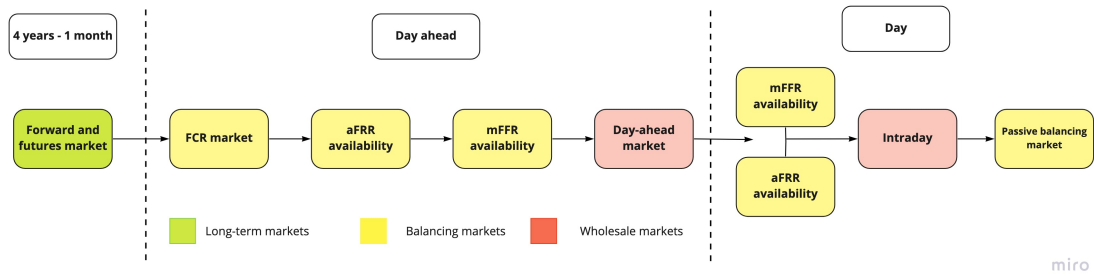 4 years - 1 month
Day ahead
Day
Forward and
futures market
FCR market
aFRR
availability
mFFR
availability
Day-ahead
market
mFFR
availability
aFRR
availability
Intraday
Passive balancing
market
Long-term markets
Balancing markets
Wholesale markets
miro